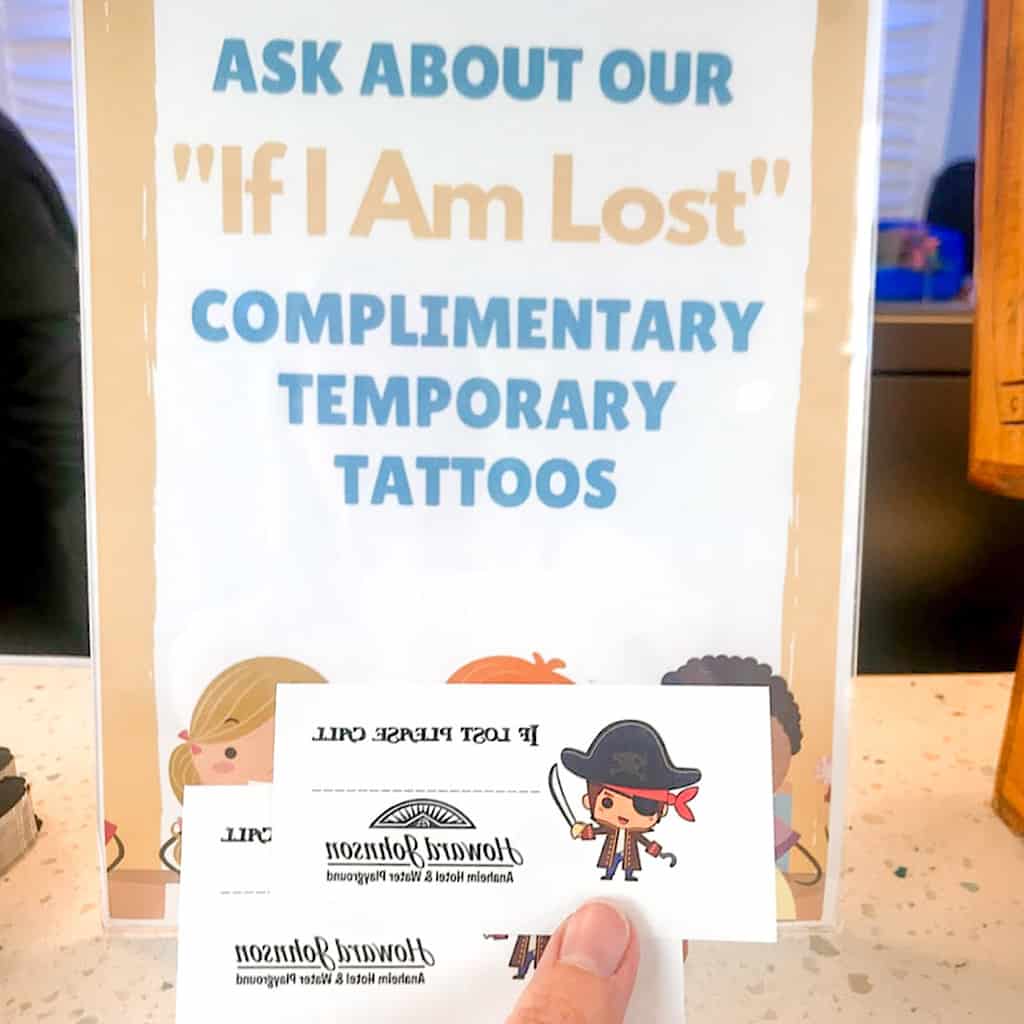 ASK ABOUT OUR
"If I Am Lost"
COMPLIMENTARY
TEMPORARY
TATTOOS
IF LOST PLEASE CALL
Howard Johnson
Anaheim Hotel & Water Playground
CALL
Howard Johnson
Anaheim Hotel & Water Playground